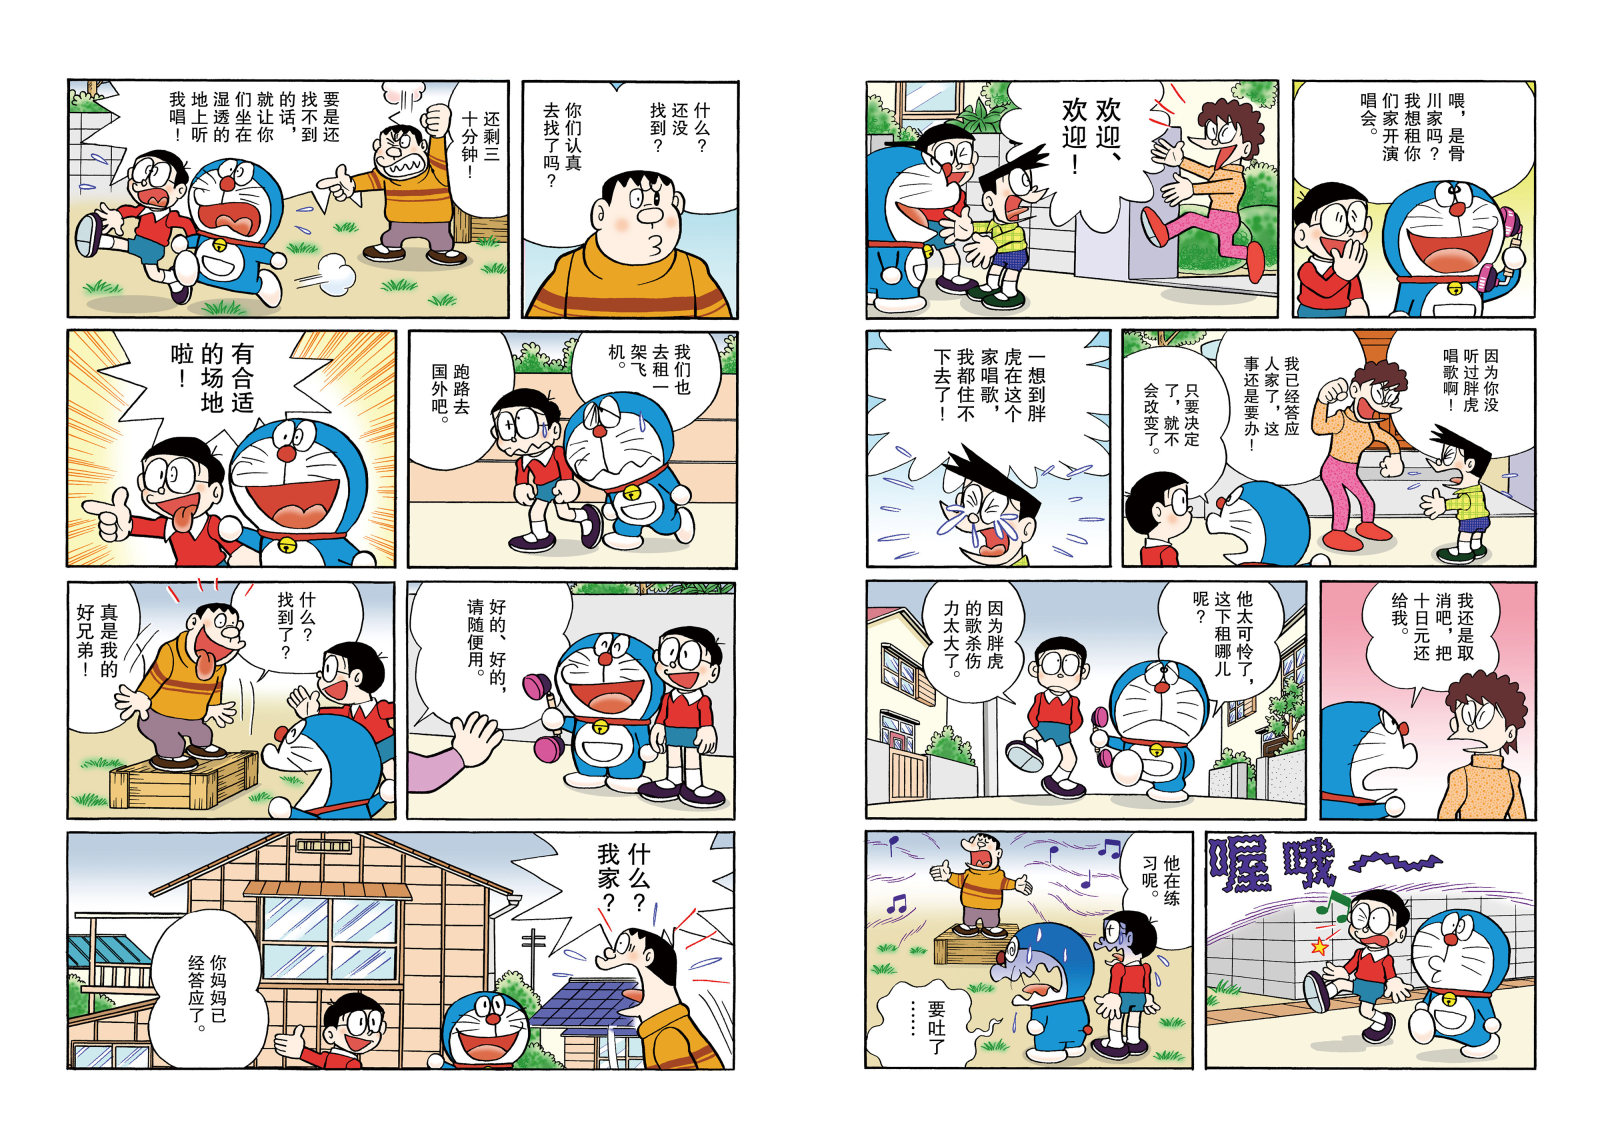 喂，是骨
川家吗？
我想租你
们家开演
唱会。
欢迎、
欢迎！
因为你没
听过胖虎
唱歌啊！
我已经答应
人家了，这
事还是要办！
只要决定
了，就不
会改变了。
一想到胖
虎在这个
家唱歌，
我都住不
下去了！
我还是取
消吧，把
十日元还
给我。
他太可怜了，
这下租哪儿
呢？
因为胖虎
的歌杀伤
力太大了。
喔哦～
他在练
习呢。
要吐了
……
什么？
还没
找到？
你们认真
去找了吗？
还剩三
十分钟！
要是还
找不到
的话，
就让你
们坐在
湿透的
地上听
我唱！
我们也
去租一
架飞
机。
跑路去
国外吧。
有合适
的场地
啦！
好的、好的，
请随便用。
什么？
找到了？
真是我的
好兄弟！
什么？
我家？
你妈妈已
经答应了。